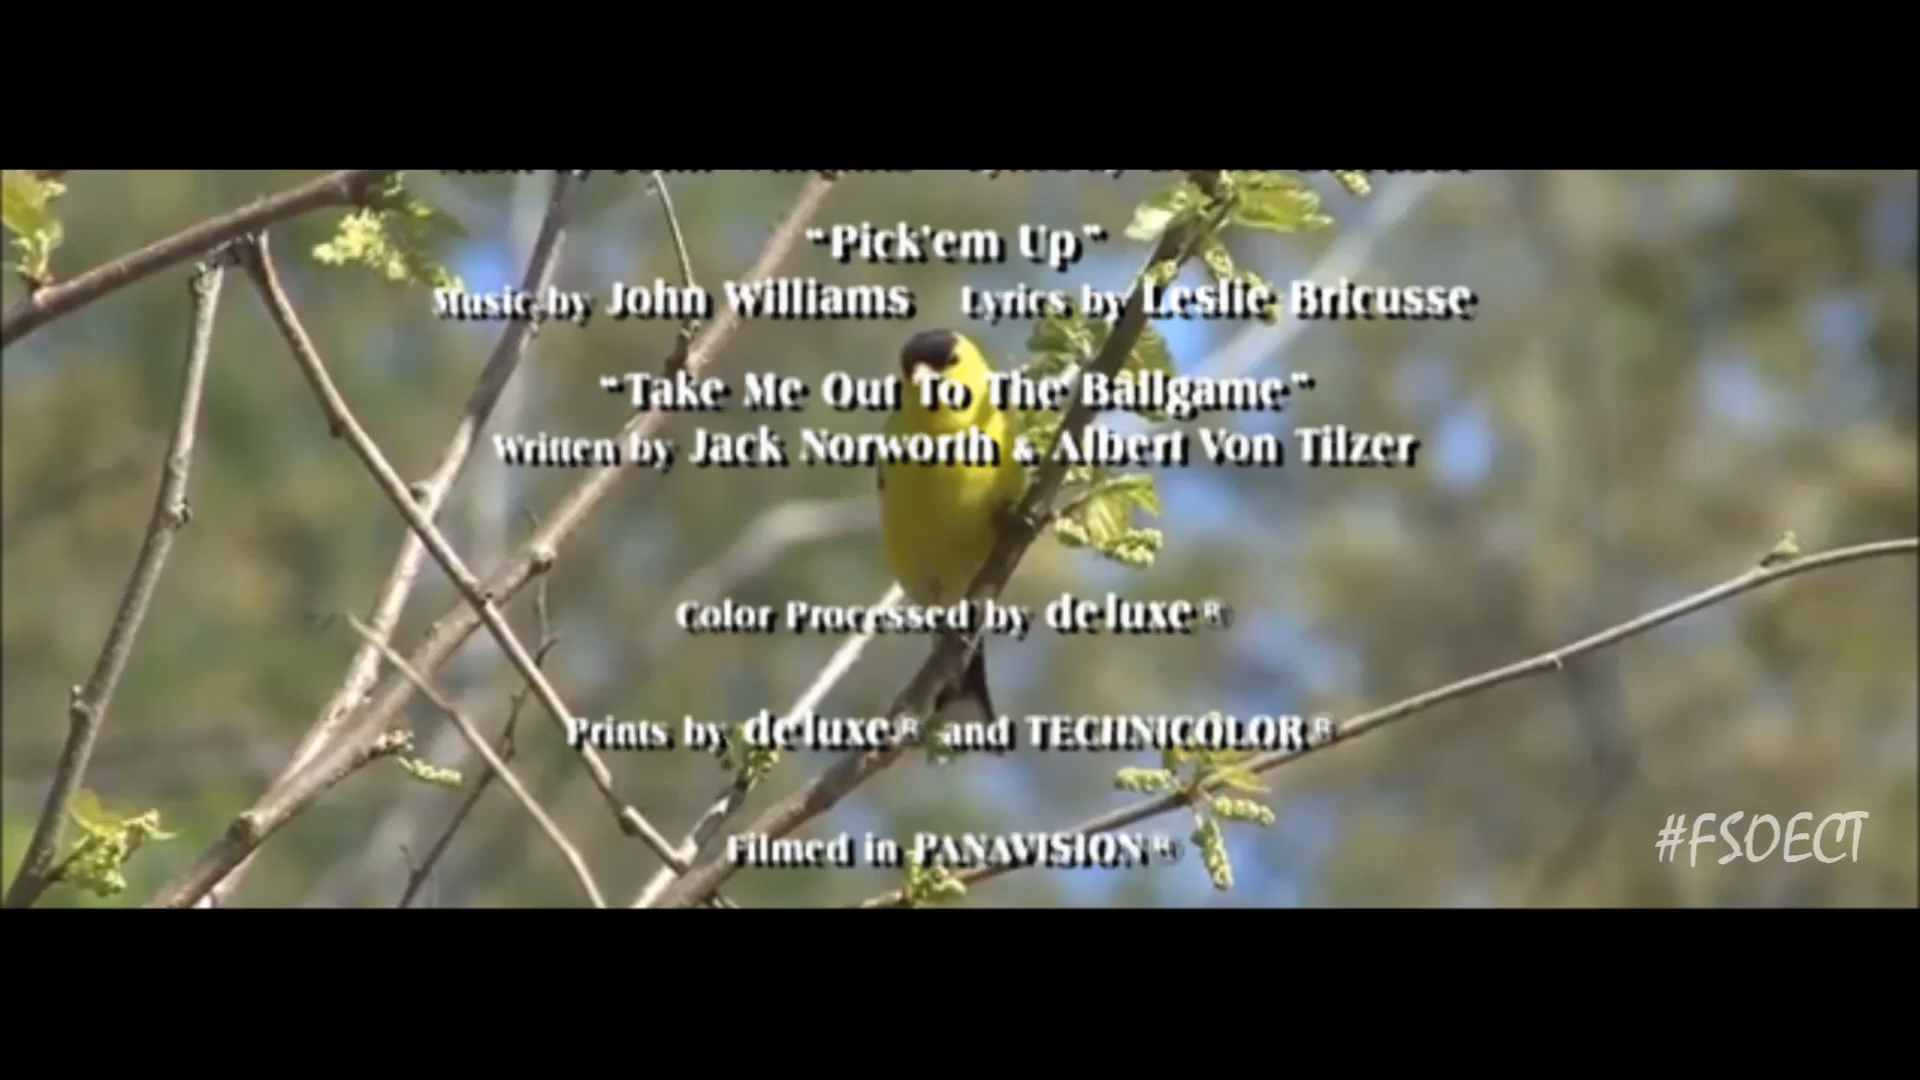 “Pick'em Up”
Music by John Williams Lyrics by Leslie Bricusse
“Take Me Out To The Ballgame”
Written by Jack Norworth & Albert Von Tilzer
Color Processed by deluxe®
Prints by deluxe® and TECHNICOLOR®
Filmed in PANAVISION®
#FSOECT